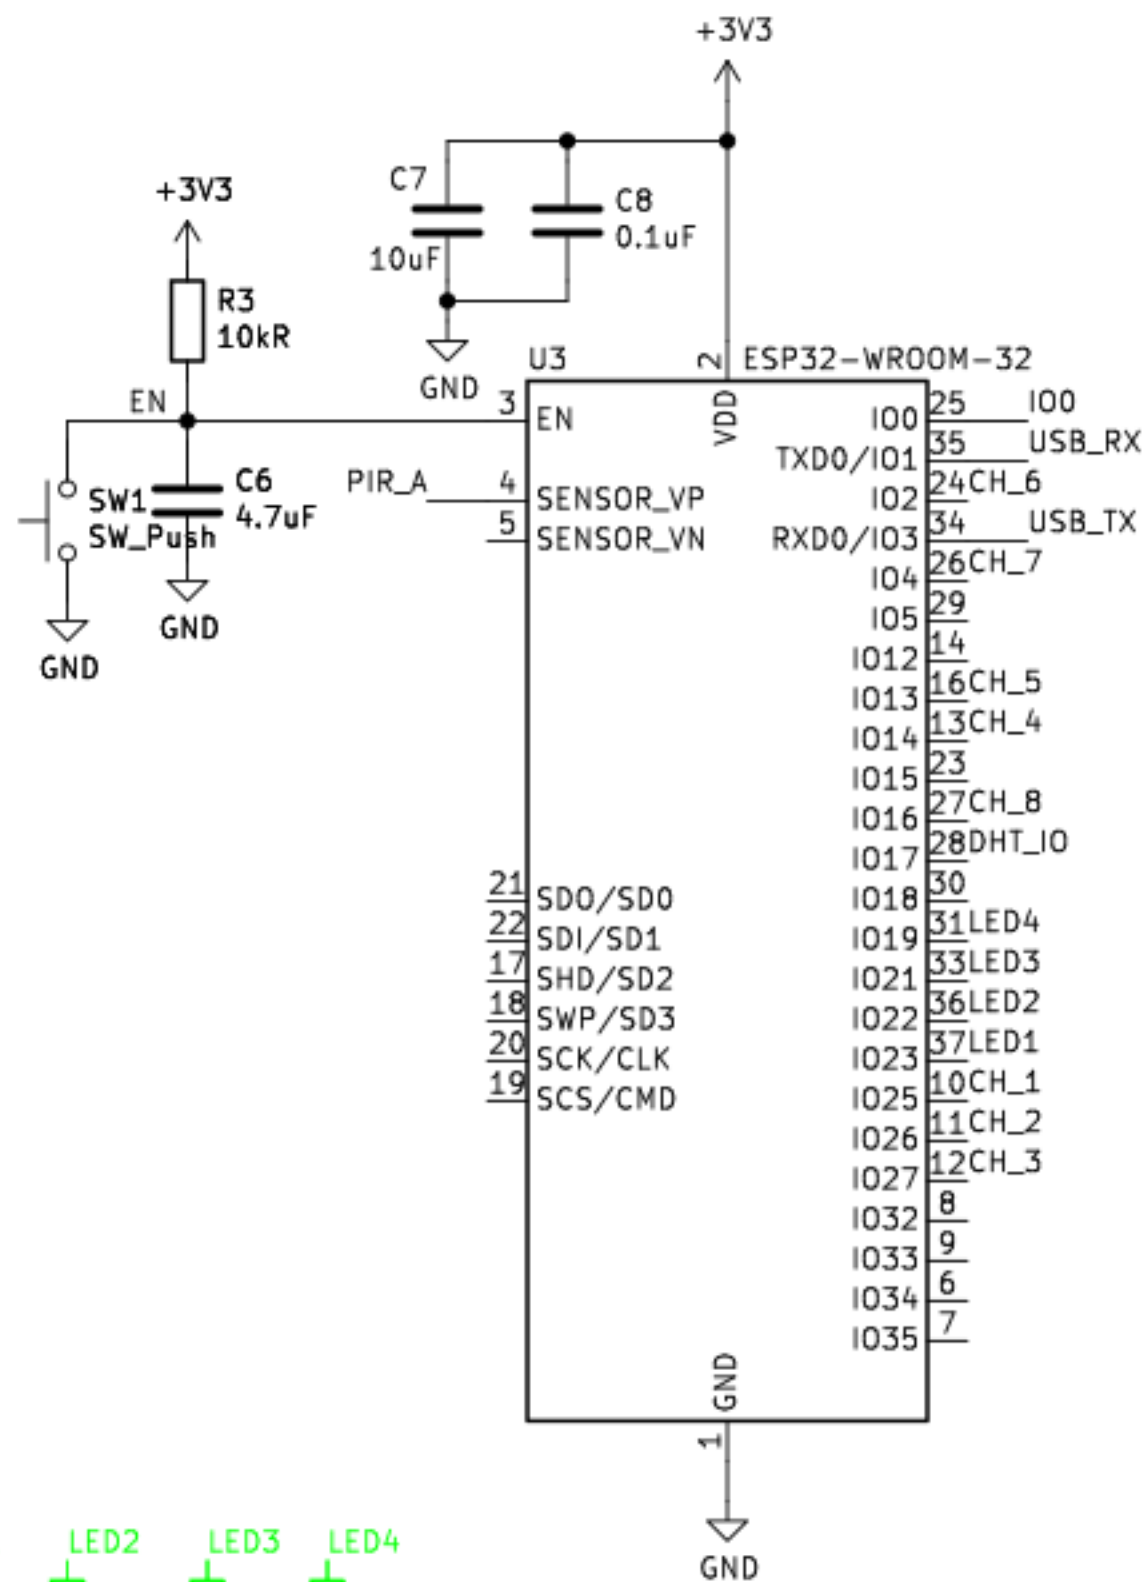 +3V3
C7
10uF
C8
0.1uF
GND
+3V3
R3
10kR
EN
SW1
SW_Push
C6
4.7uF
GND
GND
U3
ESP32-WROOM-32
2
VDD
3 EN
PIR_A 4 SENSOR_VP
5 SENSOR_VN
21 SDO/SD0
22 SDI/SD1
17 SHD/SD2
18 SWP/SD3
20 SCK/CLK
19 SCS/CMD
IO0 25 IO0
TXD0/IO1 35 USB_RX
IO2 24 CH_6
RXD0/IO3 34 USB_TX
IO4 26 CH_7
IO5 29
IO12 14
IO13 16 CH_5
IO14 13 CH_4
IO15 23
IO16 27 CH_8
IO17 28 DHT_IO
IO18 30
IO19 31 LED4
IO21 33 LED3
IO22 36 LED2
IO23 37 LED1
IO25 10 CH_1
IO26 11 CH_2
IO27 12 CH_3
IO32 8
IO33 9
IO34 6
IO35 7
GND
1
GND
LED2 LED3 LED4